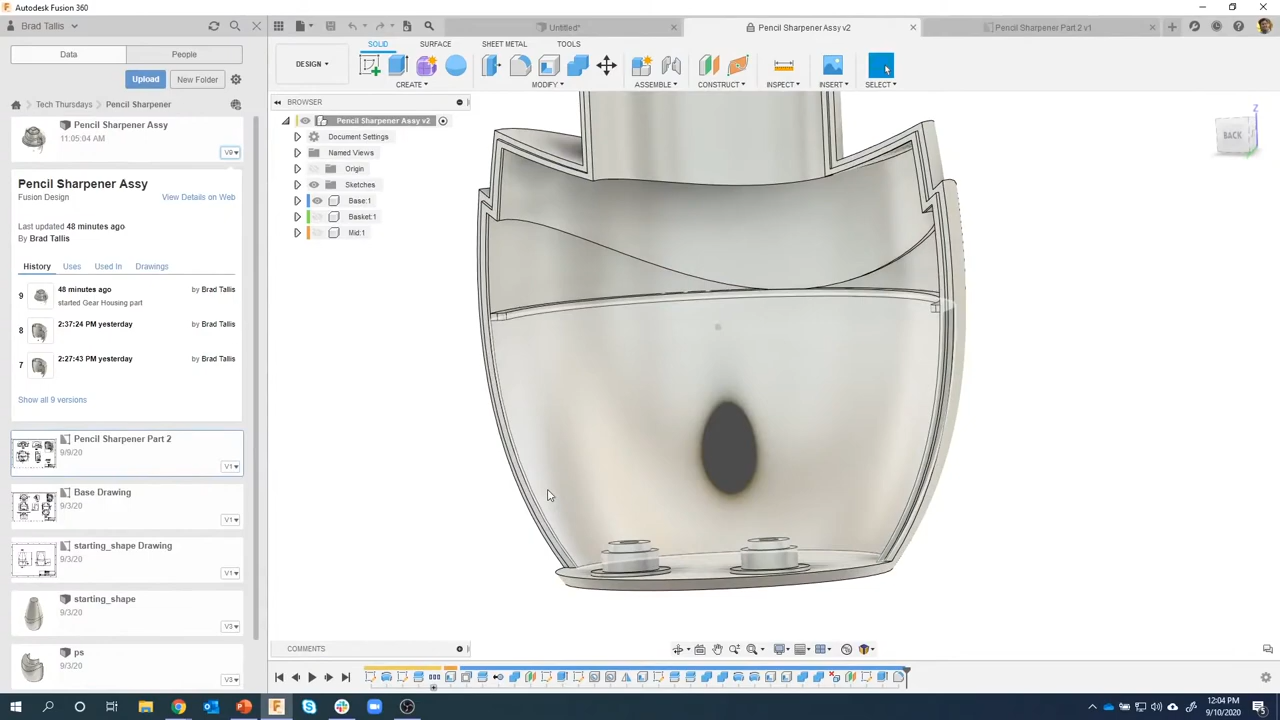 Autodesk Fusion 360
Brad Tallis
Untitled*
Pencil Sharpener Assy v2
Pencil Sharpener Part 2 v1
Data
People
SOLID
SURFACE
SHEET METAL
TOOLS
DESIGN
Upload
New Folder
CREATE
MODIFY
ASSEMBLE
CONSTRUCT
INSPECT
INSERT
SELECT
Tech Thursdays
Pencil Sharpener
BROWSER
Pencil Sharpener Assy
11:05:04 AM
V9
Pencil Sharpener Assy v2
Document Settings
Named Views
Origin
Sketches
Base:1
Basket:1
Mid:1
BACK
Z
Pencil Sharpener Assy
Fusion Design
View Details on Web
Last updated 48 minutes ago
By Brad Tallis
History
Uses
Used In
Drawings
9
48 minutes ago
by Brad Tallis
started Gear Housing part
8
2:37:24 PM yesterday
by Brad Tallis
7
2:27:43 PM yesterday
by Brad Tallis
Show all 9 versions
Pencil Sharpener Part 2
9/9/20
V1
Base Drawing
9/3/20
V1
starting_shape Drawing
9/3/20
V1
starting_shape
9/3/20
V3
ps
9/3/20
V3
COMMENTS
12:04 PM
9/10/2020